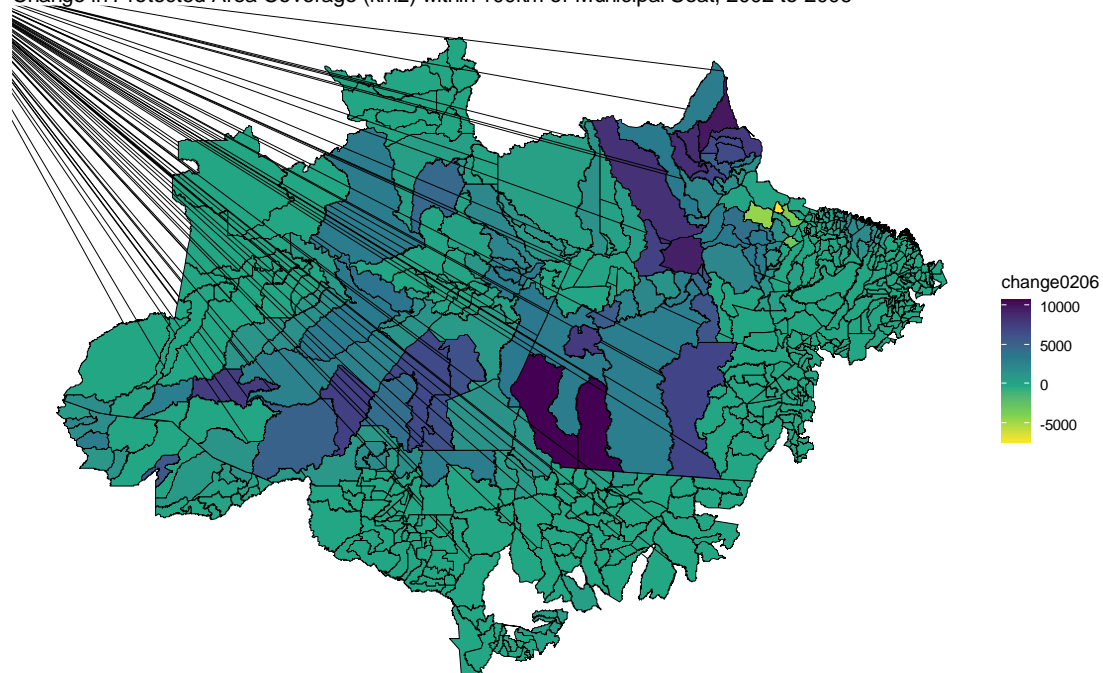 Change in Protected Area Coverage (km2) within 100km of Municipal Seat, 2002 to 2006
change0206
10000
5000
0
-5000